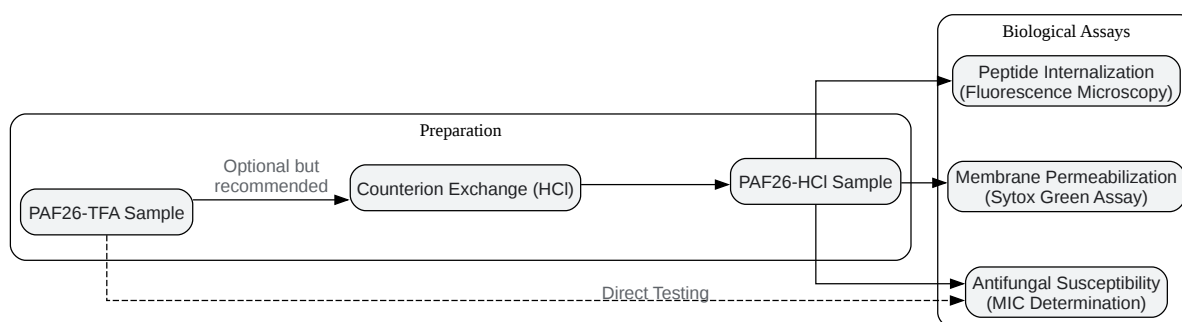 Biological Assays
Peptide Internalization
(Fluorescence Microscopy)
Preparation
Optional but
recommended
Counterion Exchange (HCl)
PAF26-HCl Sample
Membrane Permeabilization
(Sytox Green Assay)
PAF26-TFA Sample
Direct Testing
Antifungal Susceptibility
(MIC Determination)